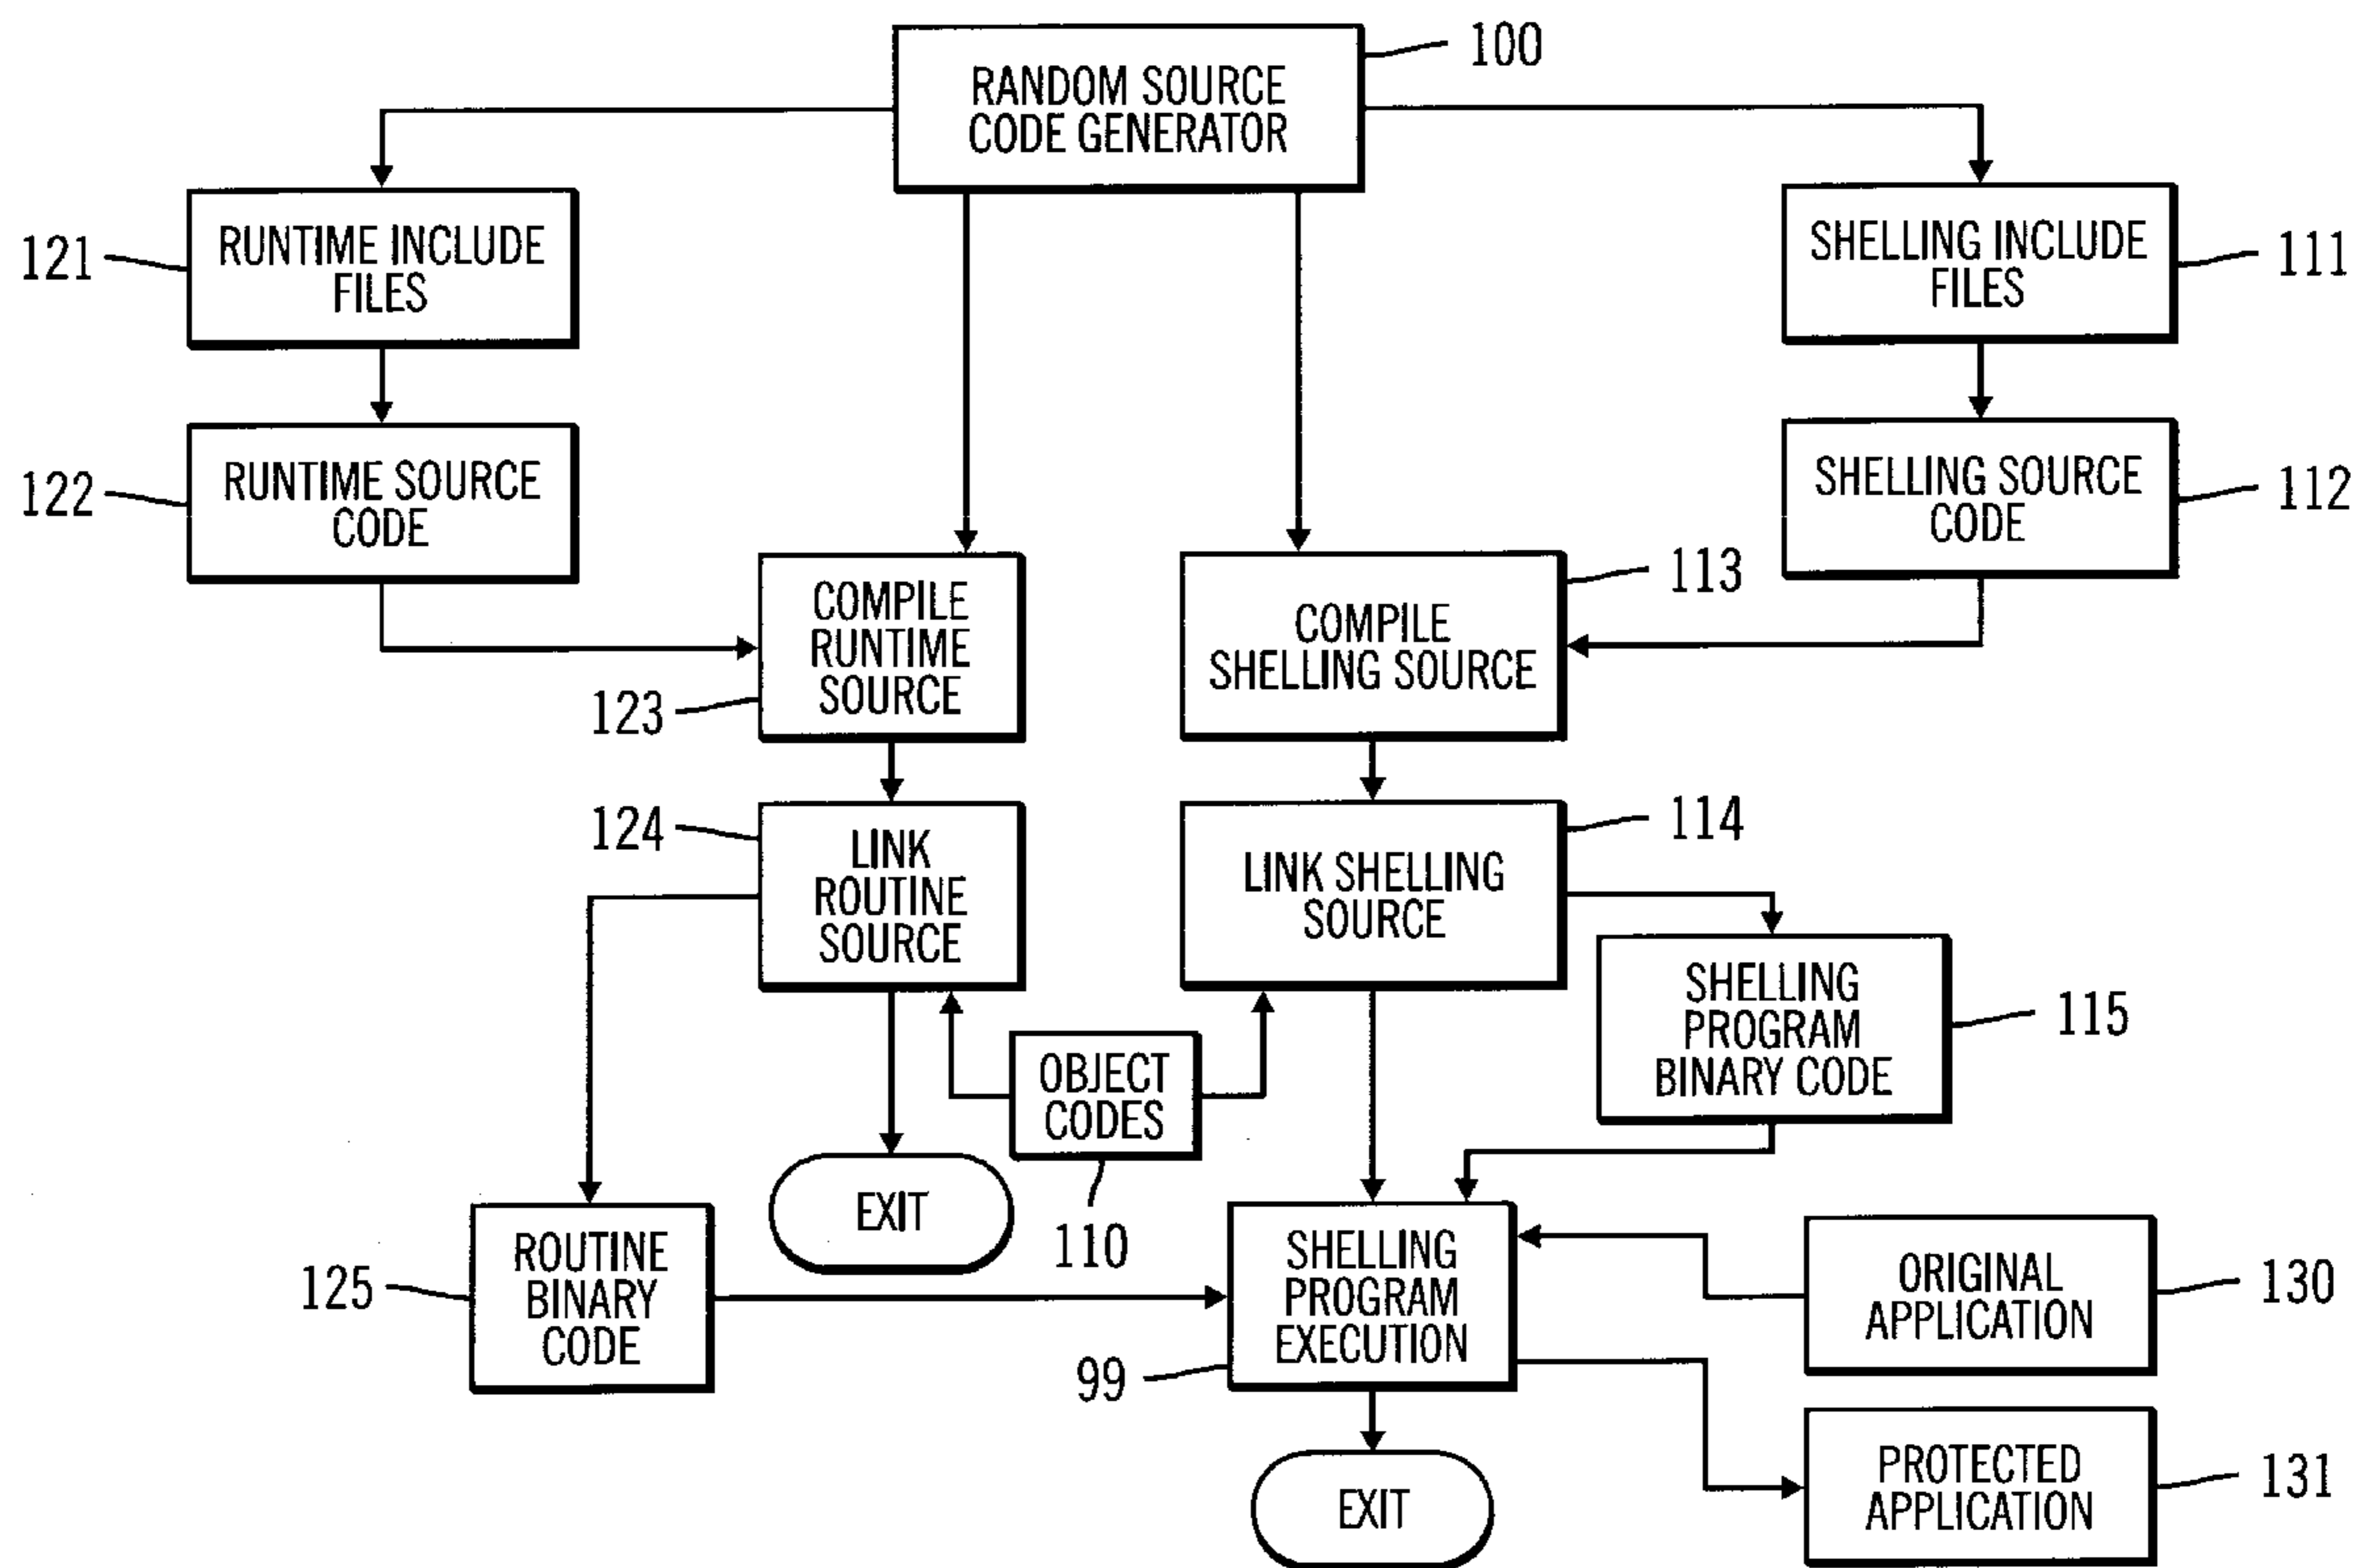 100
RANDOM SOURCE
CODE GENERATOR
121
RUNTIME INCLUDE
FILES
SHELLING INCLUDE
FILES
111
122
RUNTIME SOURCE
CODE
SHELLING SOURCE
CODE
112
COMPILE
RUNTIME
SOURCE
123
COMPILE
SHELLING SOURCE
113
124
LINK
ROUTINE
SOURCE
LINK SHELLING
SOURCE
114
SHELLING
PROGRAM
BINARY CODE
115
OBJECT
CODES
110
EXIT
125
ROUTINE
BINARY
CODE
SHELLING
PROGRAM
EXECUTION
99
ORIGINAL
APPLICATION
130
PROTECTED
APPLICATION
131
EXIT